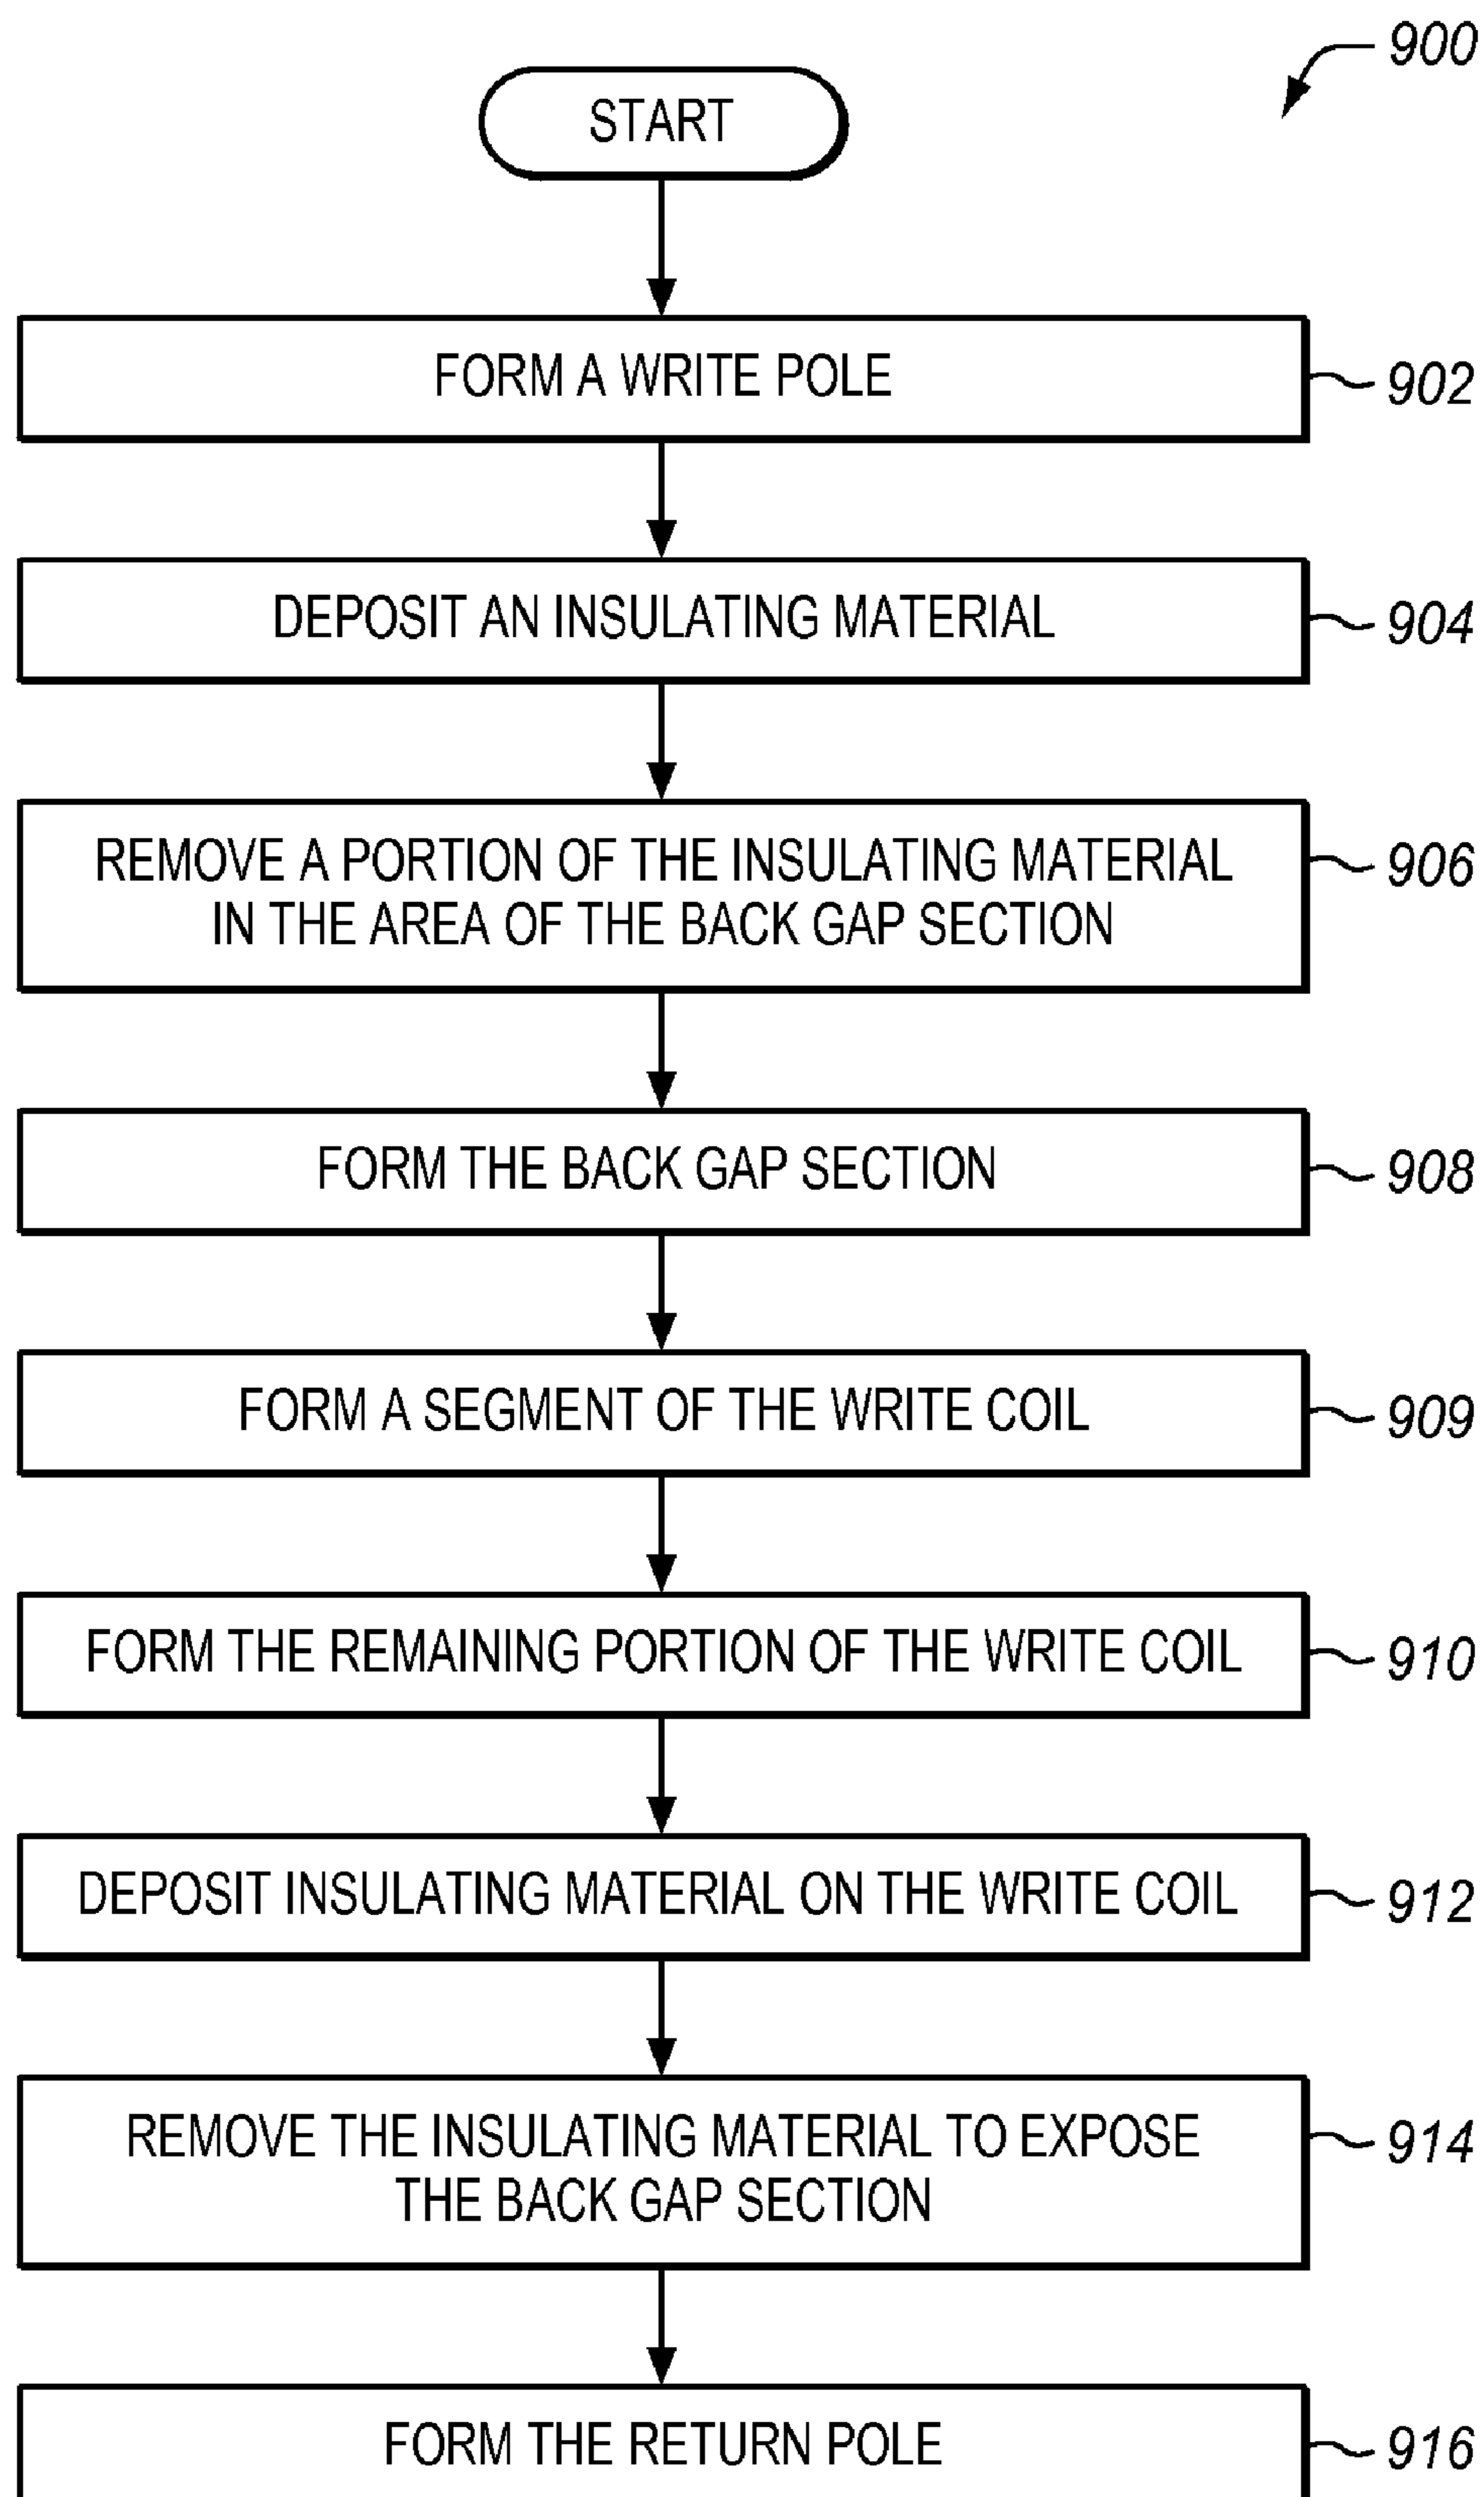 900
START
FORM A WRITE POLE
902
DEPOSIT AN INSULATING MATERIAL
904
REMOVE A PORTION OF THE INSULATING MATERIAL
IN THE AREA OF THE BACK GAP SECTION
906
FORM THE BACK GAP SECTION
908
FORM A SEGMENT OF THE WRITE COIL
909
FORM THE REMAINING PORTION OF THE WRITE COIL
910
DEPOSIT INSULATING MATERIAL ON THE WRITE COIL
912
REMOVE THE INSULATING MATERIAL TO EXPOSE
THE BACK GAP SECTION
914
FORM THE RETURN POLE
916